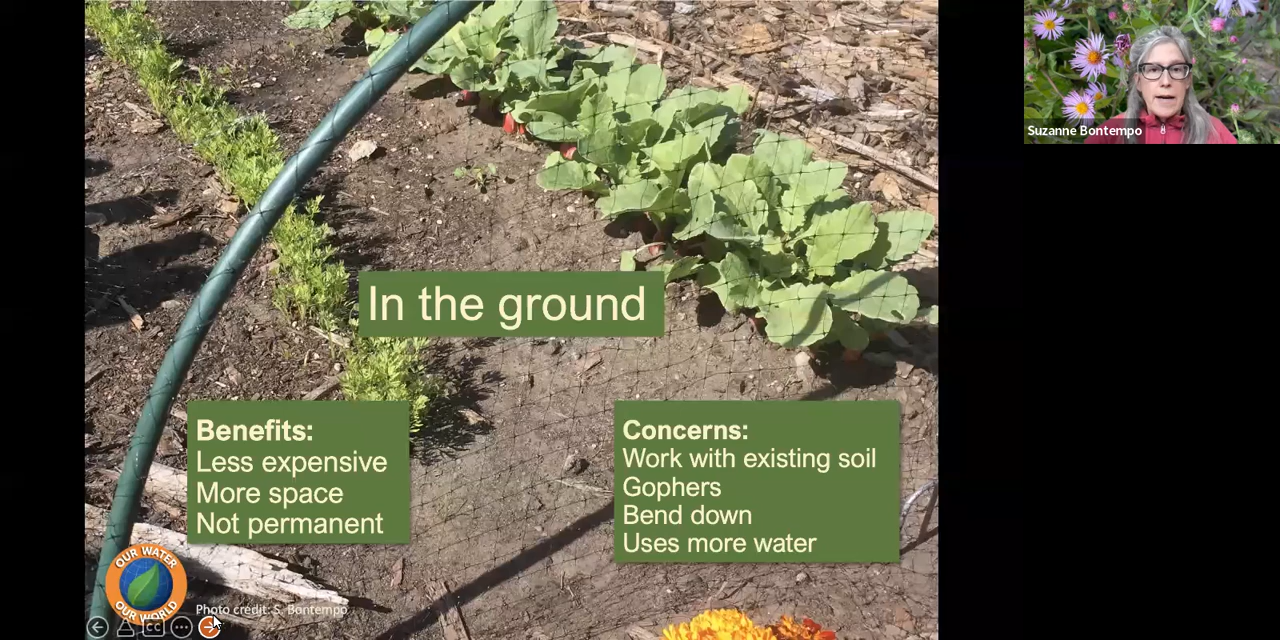 Suzanne Bontempo
In the ground
Benefits:
Less expensive
More space
Not permanent
Concerns:
Work with existing soil
Gophers
Bend down
Uses more water
OUR WATER
OUR WORLD
Photo credit: S. Bontempo
CC